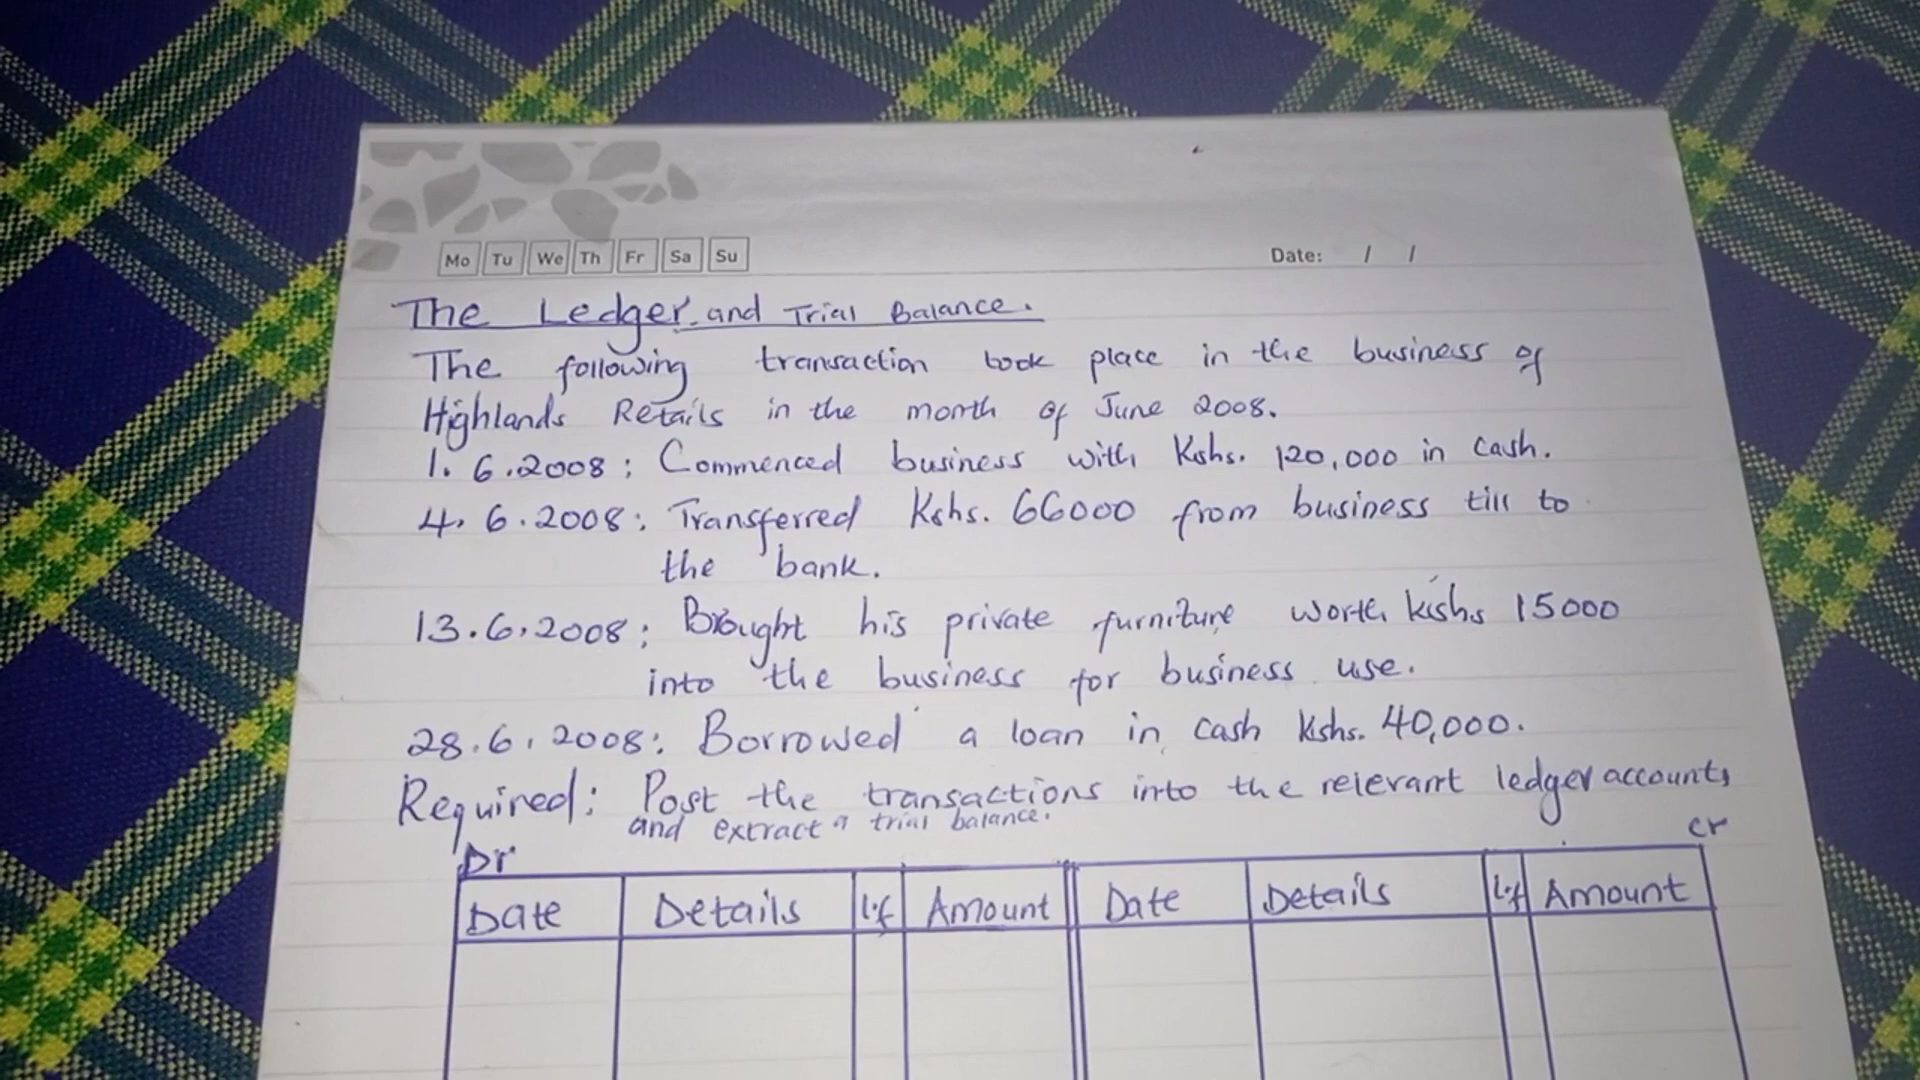 Mo Tu We Th Fr Sa Su Date: / /
The Ledger and Trial Balance.
The following transaction took place in the business of
Highlands Retails in the month of June 2008.
1. 6.2008: Commenced business with Kshs. 120,000 in cash.
4. 6. 2008: Transferred Kshs. 66000 from business till to
the bank.
13.6.2008: Brought his private furniture worth kshs 15000
into the business for business use.
28.6.2008: Borrowed a loan in cash Kshs. 40,000.
Required: Post the transactions into the relevant ledger accounts
and extract a trial balance.
Dr cr
Date Details l.f Amount Date Details l.f Amount